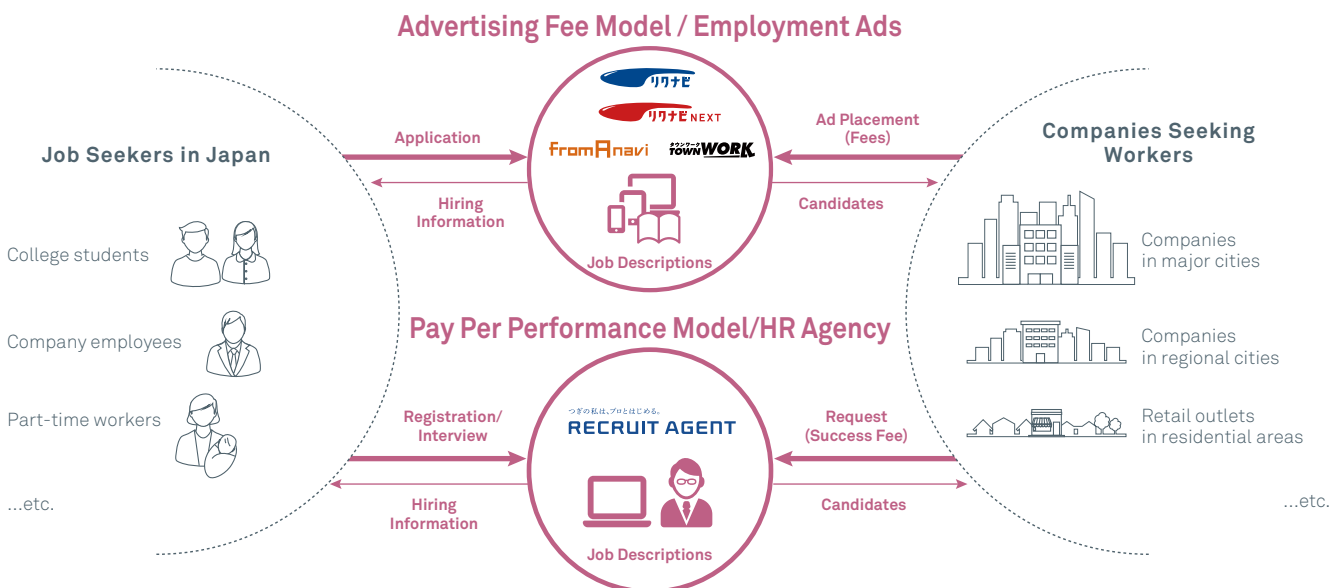 Advertising Fee Model / Employment Ads
Job Seekers in Japan
College students
Company employees
Part-time workers
...etc.
Application
Hiring
Information
リクナビ
リクナビNEXT
fromAnavi
タウンワーク
TOWNWORK
Job Descriptions
Ad Placement
(Fees)
Candidates
Companies Seeking
Workers
Companies
in major cities
Companies
in regional cities
Retail outlets
in residential areas
...etc.
Pay Per Performance Model/HR Agency
Registration/
Interview
Hiring
Information
つぎの私は、プロとはじめる。
RECRUIT AGENT
Job Descriptions
Request
(Success Fee)
Candidates